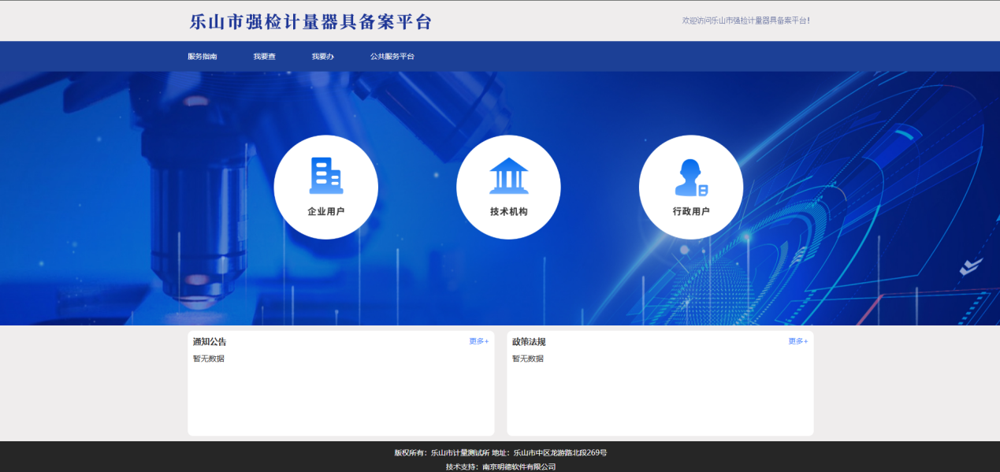 乐山市强检计量器具备案平台
欢迎访问乐山市强检计量器具备案平台!
服务指南 我要查 我要办 公共服务平台
企业用户 技术机构 行政用户
通知公告 更多+
暂无数据
政策法规 更多+
暂无数据
版权所有：乐山市计量测试所 地址：乐山市中区龙游路北段269号
技术支持：南京明德软件有限公司